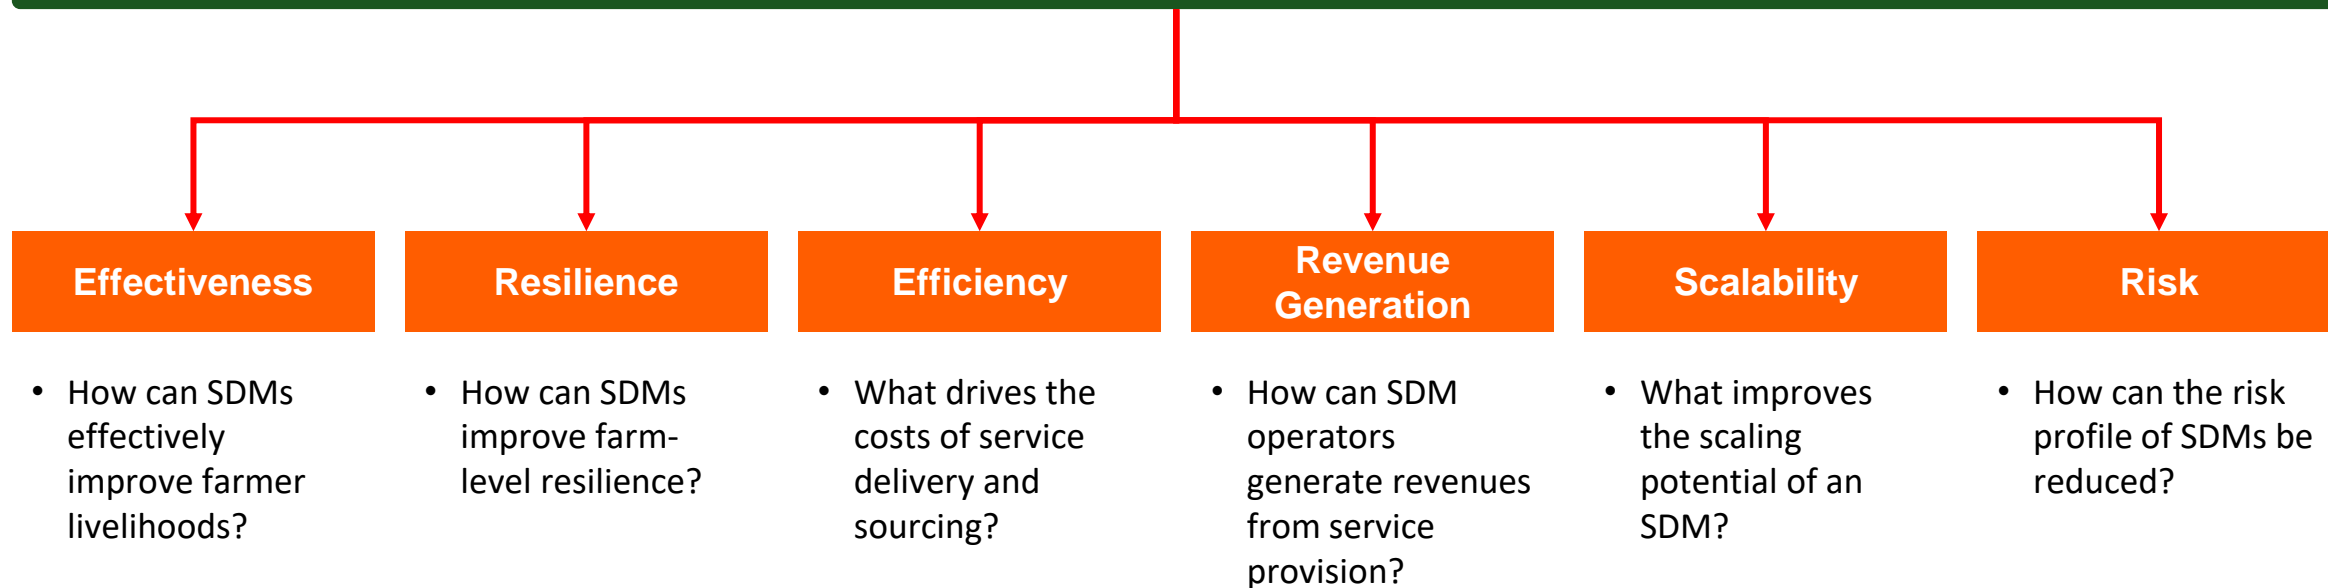 Effectiveness
Resilience
Efficiency
Revenue
Generation
Scalability
Risk
• How can SDMs
effectively
improve farmer
livelihoods?
• How can SDMs
improve farm-
level resilience?
• What drives the
costs of service
delivery and
sourcing?
• How can SDM
operators
generate revenues
from service
provision?
• What improves
the scaling
potential of an
SDM?
• How can the risk
profile of SDMs be
reduced?